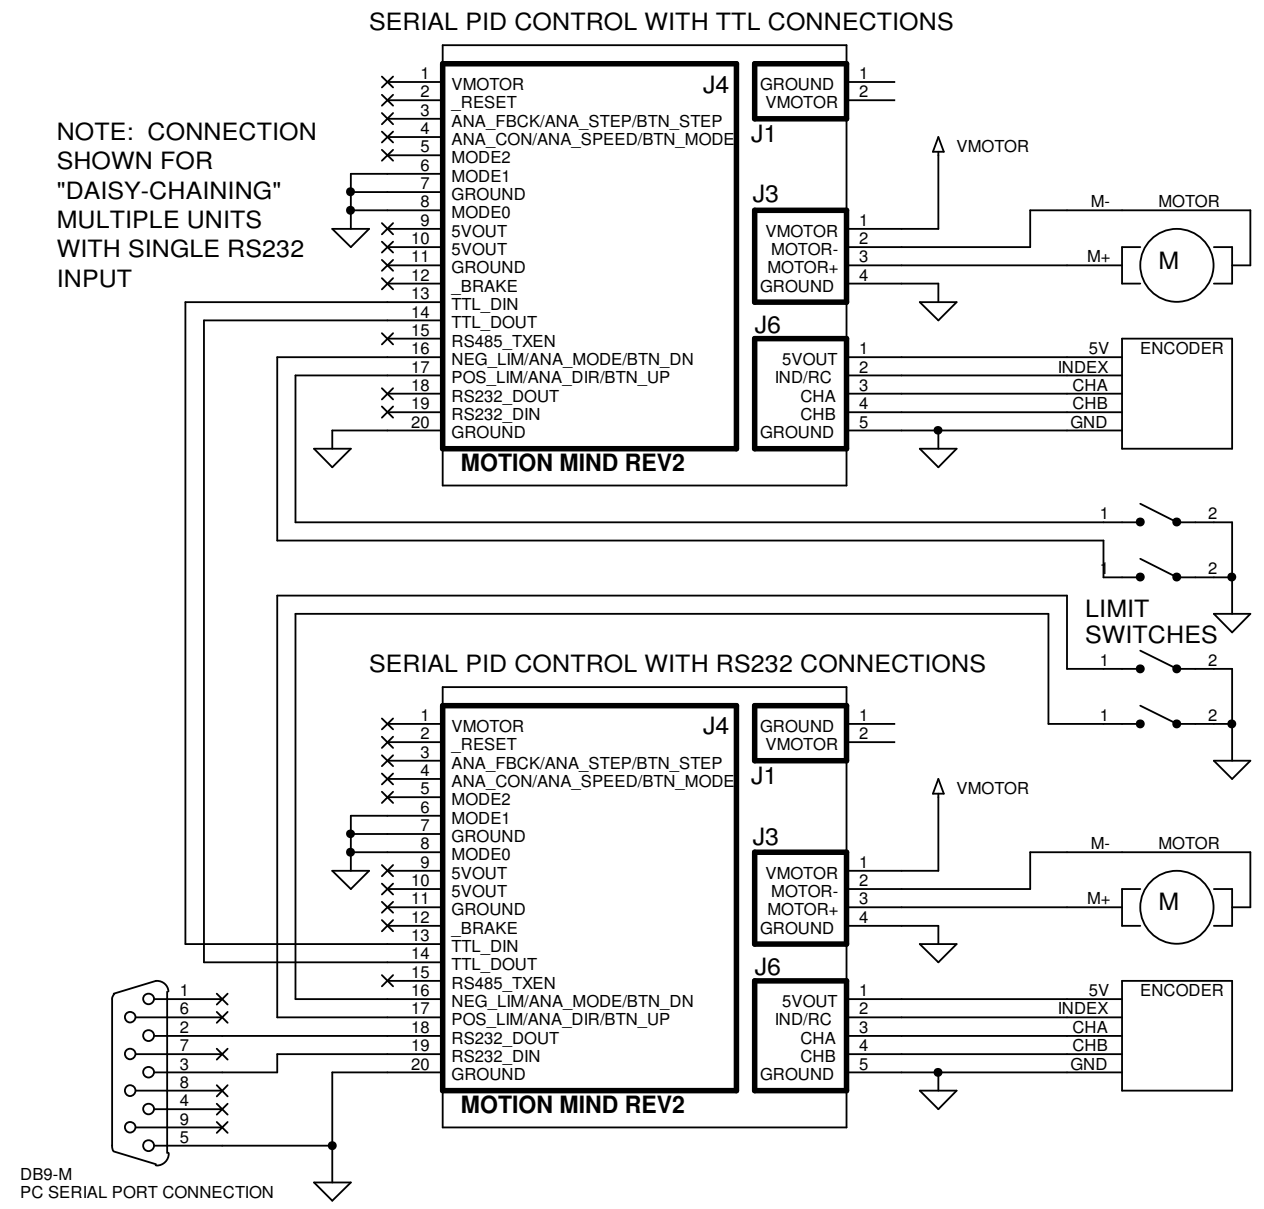 SERIAL PID CONTROL WITH TTL CONNECTIONS
NOTE: CONNECTION
SHOWN FOR
"DAISY-CHAINING"
MULTIPLE UNITS
WITH SINGLE RS232
INPUT
J4
1 VMOTOR
2 _RESET
3 ANA_FBCK/ANA_STEP/BTN_STEP
4 ANA_CON/ANA_SPEED/BTN_MODE
5 MODE2
6 MODE1
7 GROUND
8 MODE0
9 5VOUT
10 5VOUT
11 GROUND
12 _BRAKE
13 TTL_DIN
14 TTL_DOUT
15 RS485_TXEN
16 NEG_LIM/ANA_MODE/BTN_DN
17 POS_LIM/ANA_DIR/BTN_UP
18 RS232_DOUT
19 RS232_DIN
20 GROUND
MOTION MIND REV2
GROUND 1
VMOTOR 2
J1
VMOTOR
J3
VMOTOR 1
MOTOR- 2
MOTOR+ 3
GROUND 4
M- MOTOR
M+ M
J6
5VOUT 1 5V ENCODER
IND/RC 2 INDEX
CHA 3 CHA
CHB 4 CHB
GROUND 5 GND
1 2
1 2
LIMIT
SWITCHES
1 2
1 2
SERIAL PID CONTROL WITH RS232 CONNECTIONS
J4
1 VMOTOR
2 _RESET
3 ANA_FBCK/ANA_STEP/BTN_STEP
4 ANA_CON/ANA_SPEED/BTN_MODE
5 MODE2
6 MODE1
7 GROUND
8 MODE0
9 5VOUT
10 5VOUT
11 GROUND
12 _BRAKE
13 TTL_DIN
14 TTL_DOUT
15 RS485_TXEN
16 NEG_LIM/ANA_MODE/BTN_DN
17 POS_LIM/ANA_DIR/BTN_UP
18 RS232_DOUT
19 RS232_DIN
20 GROUND
MOTION MIND REV2
GROUND 1
VMOTOR 2
J1
VMOTOR
J3
VMOTOR 1
MOTOR- 2
MOTOR+ 3
GROUND 4
M- MOTOR
M+ M
J6
5VOUT 1 5V ENCODER
IND/RC 2 INDEX
CHA 3 CHA
CHB 4 CHB
GROUND 5 GND
1
6
2
7
3
8
4
9
5
DB9-M
PC SERIAL PORT CONNECTION